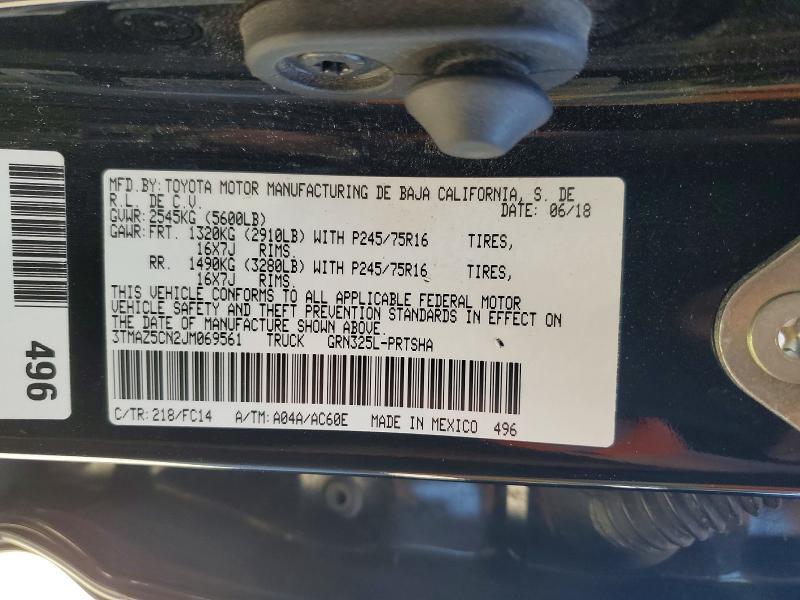 MFD.BY: TOYOTA MOTOR MANUFACTURING DE BAJA CALIFORNIA, S. DE
R.L. DE C.V. DATE: 06/18
GVWR: 2545KG (5600LB)
GAWR: FRT. 1320KG (2910LB) WITH P245/75R16 TIRES,
16X7J RIMS.
RR. 1490KG (3280LB) WITH P245/75R16 TIRES,
16X7J RIMS.
THIS VEHICLE CONFORMS TO ALL APPLICABLE FEDERAL MOTOR
VEHICLE SAFETY AND THEFT PREVENTION STANDARDS IN EFFECT ON
THE DATE OF MANUFACTURE SHOWN ABOVE.
3TMAZ5CN2JM069561 TRUCK GRN325L-PRTSHA
C/TR: 218/FC14 A/TM: A04A/AC60E MADE IN MEXICO 496
496